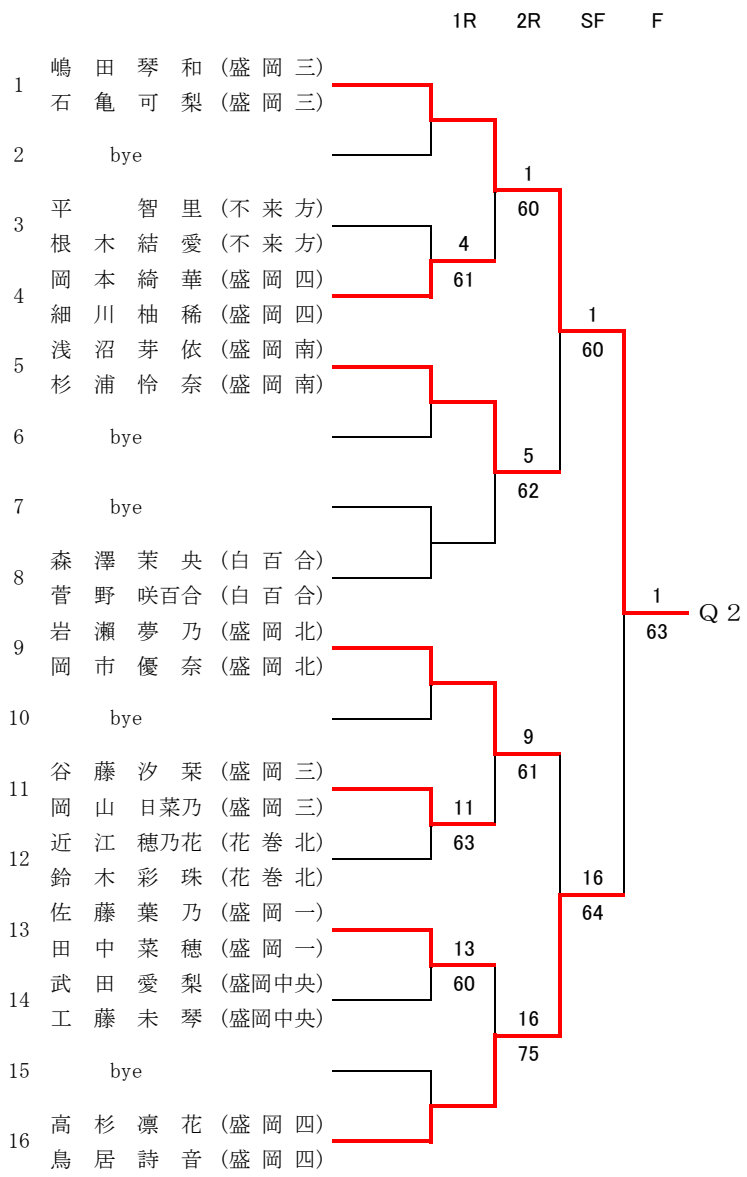 1R 2R SF F
1 嶋田琴和 (盛岡三)
石亀可梨 (盛岡三)
2 bye
1
60
3 平 智里 (不来方)
根木結愛 (不来方)
4
61
4 岡本綺華 (盛岡四)
細川柚稀 (盛岡四)
1
60
5 浅沼芽依 (盛岡南)
杉浦怜奈 (盛岡南)
6 bye
5
62
7 bye
8 森澤茉央 (白百合)
菅野咲百合 (白百合)
1
63
Q2
9 岩瀬夢乃 (盛岡北)
岡市優奈 (盛岡北)
10 bye
9
61
11 谷藤汐栞 (盛岡三)
岡山日菜乃 (盛岡三)
11
63
12 近江穂乃花 (花巻北)
鈴木彩珠 (花巻北)
16
64
13 佐藤葉乃 (盛岡一)
田中菜穂 (盛岡一)
13
60
14 武田愛梨 (盛岡中央)
工藤未琴 (盛岡中央)
16
75
15 bye
16 高杉凛花 (盛岡四)
鳥居詩音 (盛岡四)